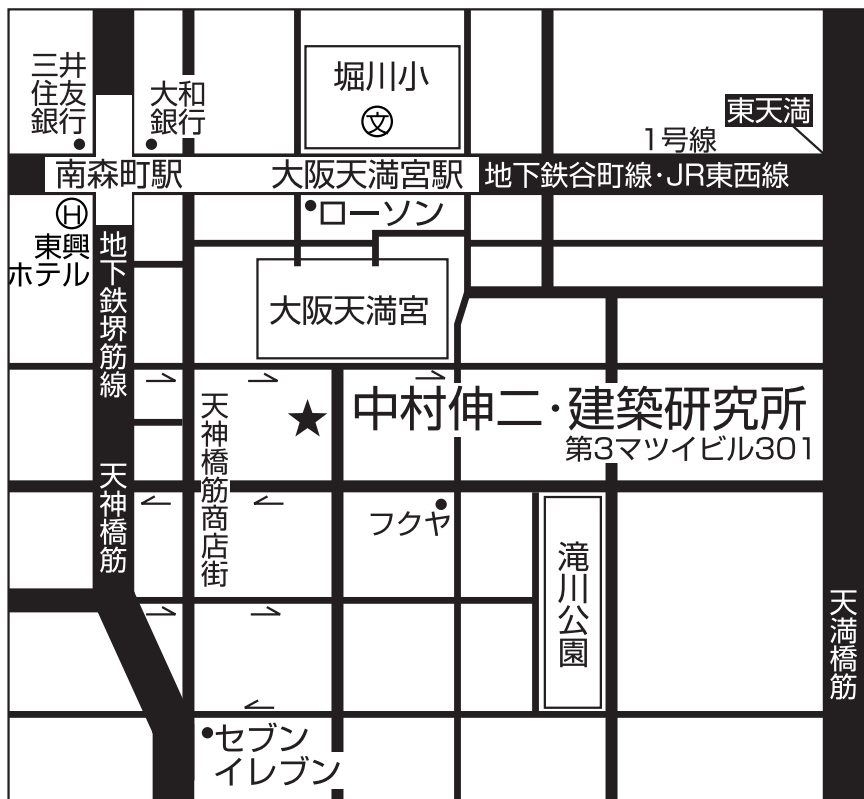 三井
住友
銀行
大和
銀行
堀川小
文
東天満
1号線
南森町駅
大阪天満宮駅
地下鉄谷町線・JR東西線
H
ローソン
東興
ホテル
地下鉄堺筋線
大阪天満宮
天神橋筋商店街
★
中村伸二・建築研究所
第3マツイビル301
天神橋筋
フクヤ
滝川公園
天満橋筋
セブン
イレブン